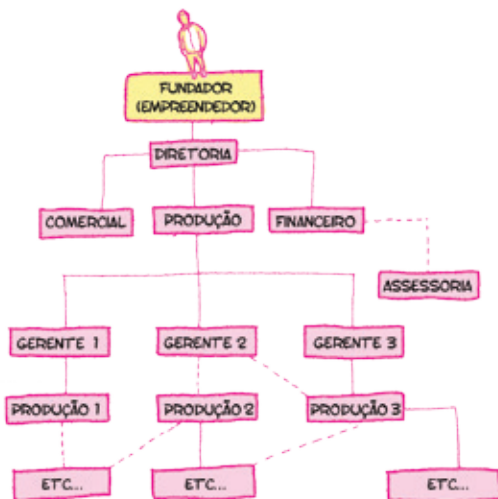 FUNDADOR
(EMPREENDEDOR)
DIRETORIA
COMERCIAL
PRODUÇÃO
FINANCEIRO
ASSESSORIA
GERENTE 1
GERENTE 2
GERENTE 3
PRODUÇÃO 1
PRODUÇÃO 2
PRODUÇÃO 3
ETC...
ETC...
ETC...